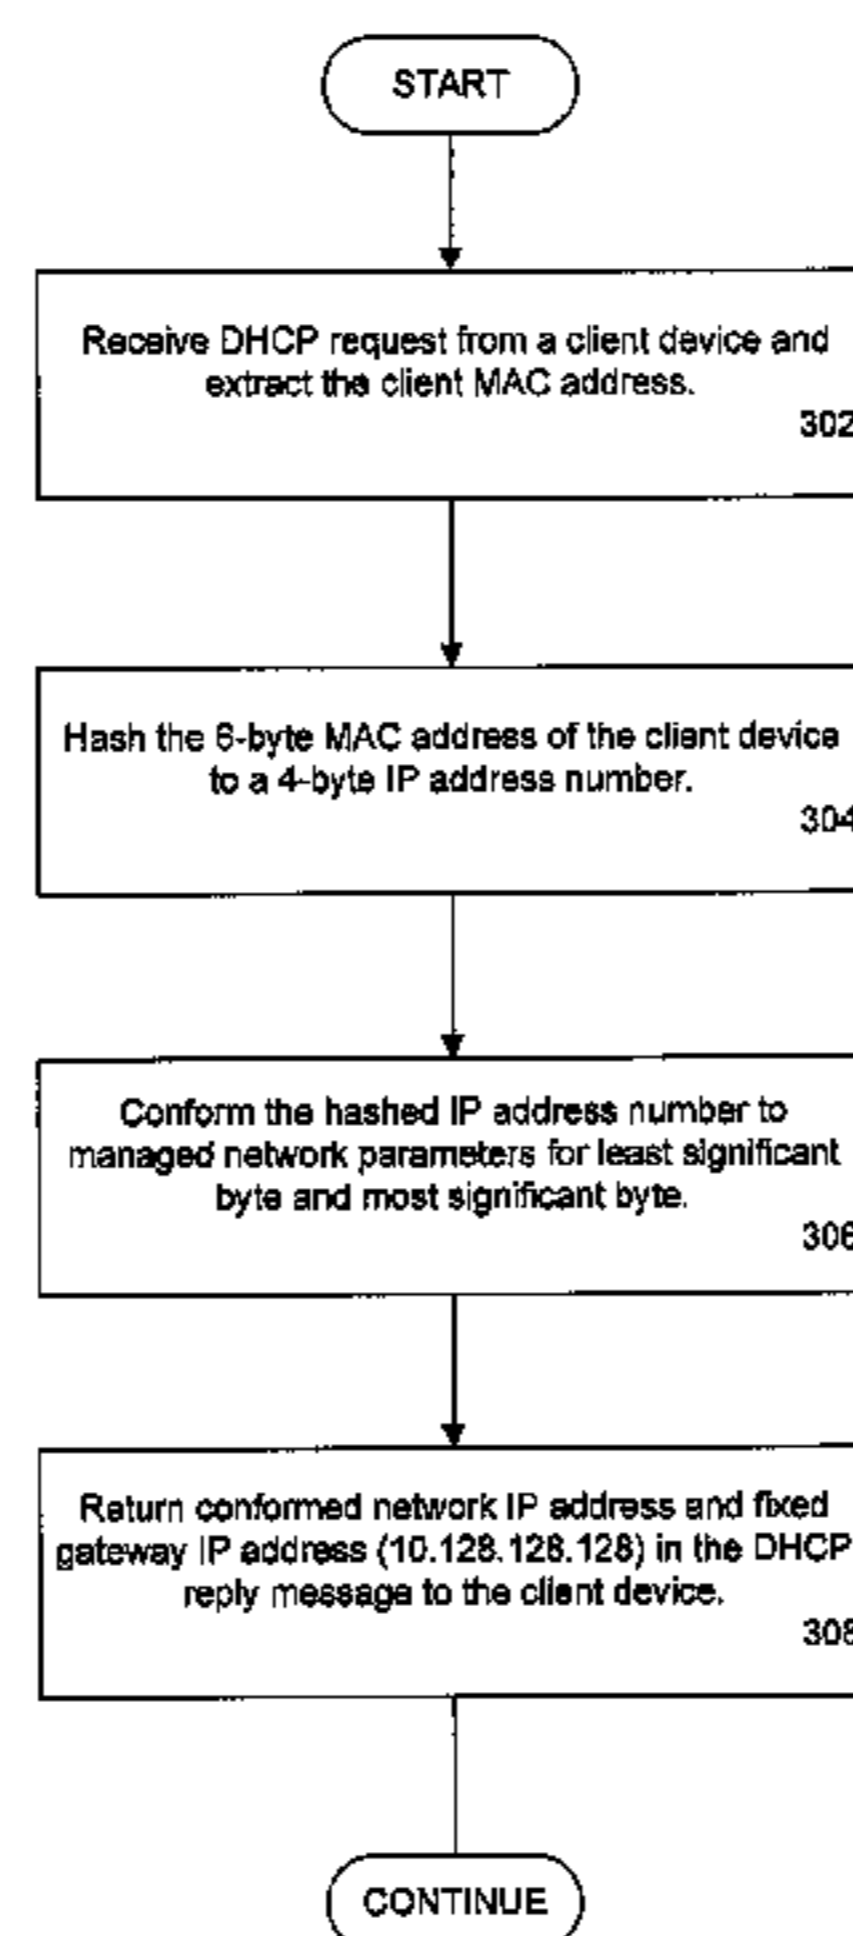 START
Receive DHCP request from a client device and
extract the client MAC address.
302
Hash the 6-byte MAC address of the client device
to a 4-byte IP address number.
304
Conform the hashed IP address number to
managed network parameters for least significant
byte and most significant byte.
306
Return conformed network IP address and fixed
gateway IP address (10.128.128.128) in the DHCP
reply message to the client device.
308
CONTINUE